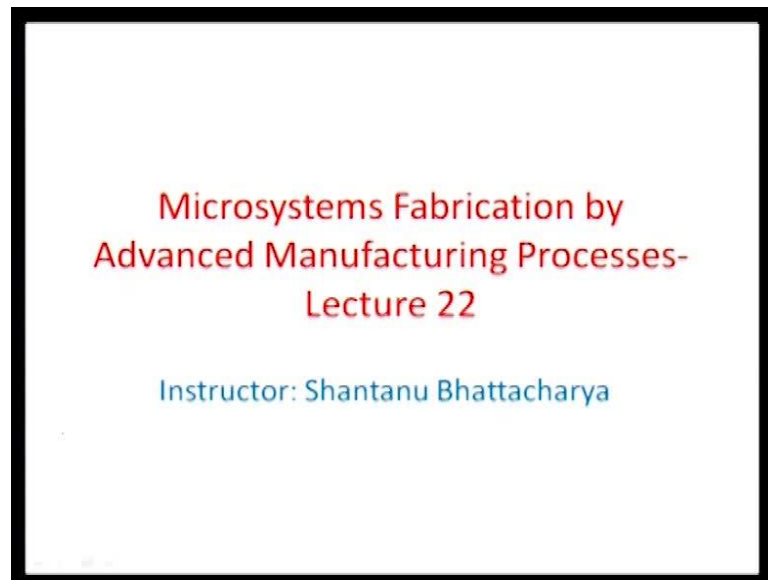 Microsystems Fabrication by
Advanced Manufacturing Processes-
Lecture 22
Instructor: Shantanu Bhattacharya